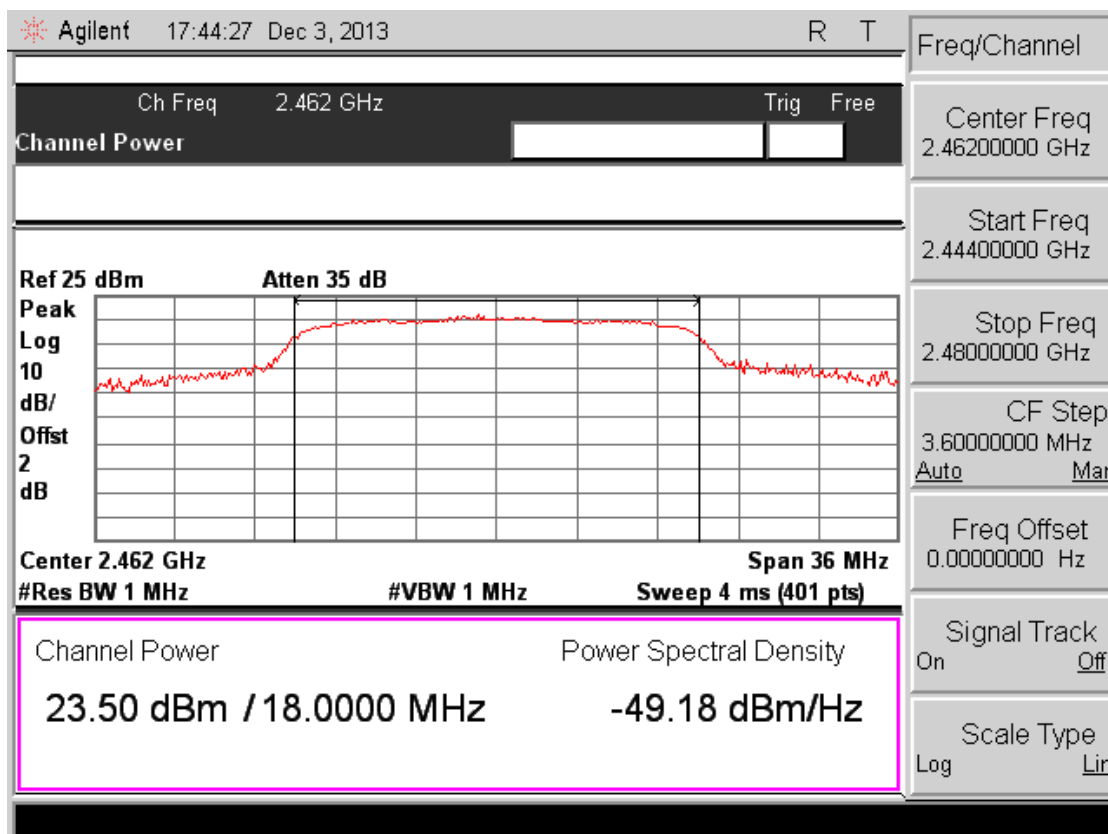 Agilent 17:44:27 Dec 3, 2013 R T
Freq/Channel
Ch Freq 2.462 GHz Trig Free
Channel Power
Center Freq
2.46200000 GHz
Start Freq
2.44400000 GHz
Stop Freq
2.48000000 GHz
CF Step
3.60000000 MHz
Auto Man
Freq Offset
0.00000000 Hz
Signal Track
On Off
Scale Type
Log Lin
Ref 25 dBm Atten 35 dB
Peak
Log
10
dB/
Offst
2
dB
Center 2.462 GHz Span 36 MHz
#Res BW 1 MHz #VBW 1 MHz Sweep 4 ms (401 pts)
Channel Power Power Spectral Density
23.50 dBm / 18.0000 MHz -49.18 dBm/Hz